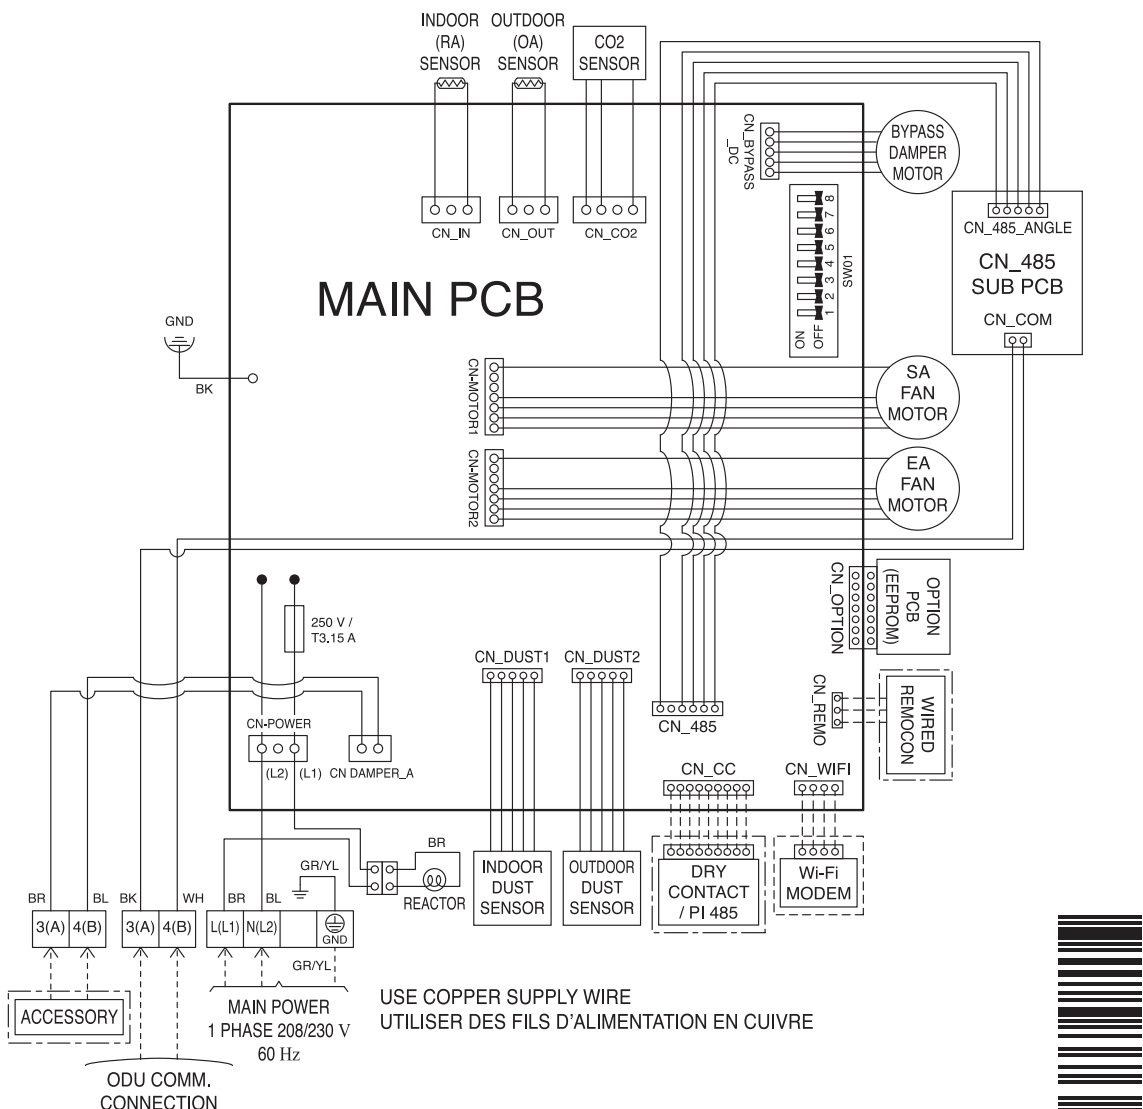 INDOOR
(RA)
SENSOR
OUTDOOR
(OA)
SENSOR
CO2
SENSOR
CN_IN
CN_OUT
CN_CO2
CN_BYPASS
_DC
BYPASS
DAMPER
MOTOR
8
7
6
5
4
3
2
1
ON
OFF
SW01
CN_485_ANGLE
CN_485
SUB PCB
CN_COM
MAIN PCB
GND
BK
CN-MOTOR1
SA
FAN
MOTOR
CN-MOTOR2
EA
FAN
MOTOR
CN_OPTION
OPTION
PCB
(EEPROM)
250 V /
T3.15 A
CN_DUST1
CN_DUST2
CN_485
CN_REMO
WIRED
REMOCON
CN-POWER
(L2)
(L1)
CN DAMPER_A
CN_CC
CN_WIFI
BR
REACTOR
GR/YL
INDOOR
DUST
SENSOR
OUTDOOR
DUST
SENSOR
DRY
CONTACT
/ PI 485
Wi-Fi
MODEM
BR
BL
BK
WH
BR
BL
3(A)
4(B)
3(A)
4(B)
L(L1)
N(L2)
GND
GR/YL
ACCESSORY
MAIN POWER
1 PHASE 208/230 V
60 Hz
USE COPPER SUPPLY WIRE
UTILISER DES FILS D'ALIMENTATION EN CUIVRE
ODU COMM.
CONNECTION